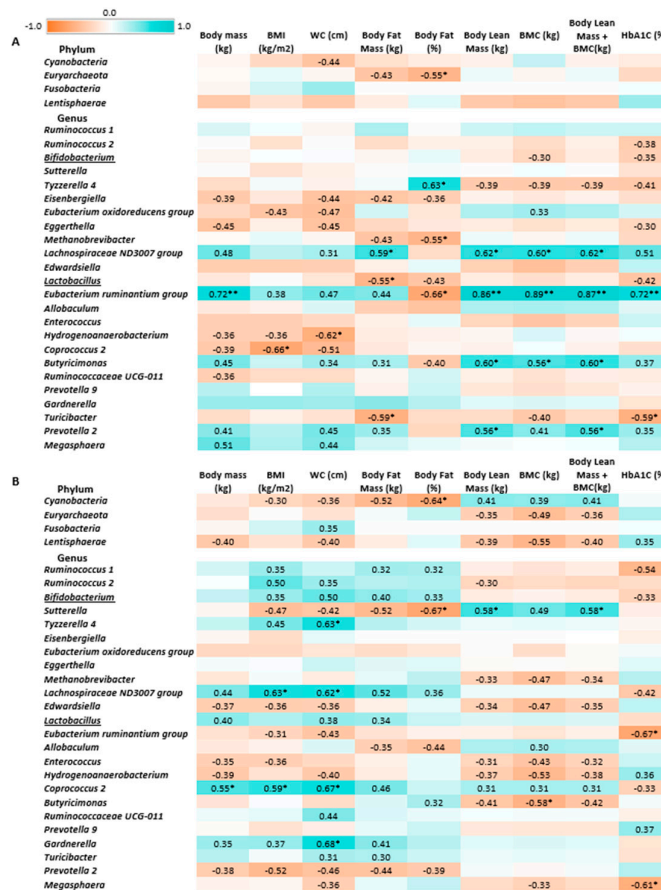 -1.0 0.0 1.0
A Phylum Body mass (kg) BMI (kg/m2) WC (cm) Body Fat Mass (kg) Body Fat (%) Body Lean Mass (kg) BMC (kg) Body Lean Mass + BMC(kg) HbA1C (%
Cyanobacteria -0.44
Euryarchaeota -0.43 -0.55*
Fusobacteria
Lentisphaerae
Genus
Ruminococcus 1
Ruminococcus 2 -0.38
Bifidobacterium -0.30 -0.35
Sutterella
Tyzzerella 4 0.63* -0.39 -0.39 -0.39 -0.41
Eisenbergiella -0.39 -0.44 -0.42 -0.36
Eubacterium oxidoreducens group -0.43 -0.47 0.33
Eggerthella -0.45 -0.45 -0.30
Methanobrevibacter -0.43 -0.55*
Lachnospiraceae ND3007 group 0.48 0.31 0.59* 0.62* 0.60* 0.62* 0.51
Edwardsiella
Lactobacillus -0.55* -0.43 -0.42
Eubacterium ruminantium group 0.72** 0.38 0.47 0.44 -0.66* 0.86** 0.89** 0.87** 0.72**
Allobaculum
Enterococcus
Hydrogenoanaerobacterium -0.36 -0.36 -0.62*
Coprococcus 2 -0.39 -0.66* -0.51
Butyricimonas 0.45 0.34 0.31 -0.40 0.60* 0.56* 0.60* 0.37
Ruminococcaceae UCG-011 -0.36
Prevotella 9
Gardnerella
Turicibacter -0.59* -0.40 -0.59*
Prevotella 2 0.41 0.45 0.35 0.56* 0.41 0.56* 0.35
Megasphaera 0.51 0.44
B Phylum Body mass (kg) BMI (kg/m2) WC (cm) Body Fat Mass (kg) Body Fat (%) Body Lean Mass (kg) BMC (kg) Body Lean Mass + BMC(kg) HbA1C (%
Cyanobacteria -0.30 -0.36 -0.52 -0.64* 0.41 0.39 0.41
Euryarchaeota -0.35 -0.49 -0.36
Fusobacteria 0.35
Lentisphaerae -0.40 -0.40 -0.39 -0.55 -0.40 0.35
Genus
Ruminococcus 1 0.35 0.32 0.32 -0.54
Ruminococcus 2 0.50 0.35 -0.30
Bifidobacterium 0.35 0.50 0.40 0.33 -0.33
Sutterella -0.47 -0.42 -0.52 -0.67* 0.58* 0.49 0.58*
Tyzzerella 4 0.45 0.63*
Eisenbergiella
Eubacterium oxidoreducens group
Eggerthella
Methanobrevibacter -0.33 -0.47 -0.34
Lachnospiraceae ND3007 group 0.44 0.63* 0.62* 0.52 0.36 -0.42
Edwardsiella -0.37 -0.36 -0.36 -0.34 -0.47 -0.35
Lactobacillus 0.40 0.38 0.34
Eubacterium ruminantium group -0.31 -0.43 -0.67*
Allobaculum -0.35 -0.44 0.30
Enterococcus -0.35 -0.36 -0.31 -0.43 -0.32
Hydrogenoanaerobacterium -0.39 -0.40 -0.37 -0.53 -0.38 0.36
Coprococcus 2 0.55* 0.59* 0.67* 0.46 0.31 0.31 0.31 -0.33
Butyricimonas 0.32 -0.41 -0.58* -0.42
Ruminococcaceae UCG-011 0.44
Prevotella 9 0.37
Gardnerella 0.35 0.37 0.68* 0.41
Turicibacter 0.31 0.30
Prevotella 2 -0.38 -0.52 -0.46 -0.44 -0.39
Megasphaera -0.36 -0.33 -0.61*